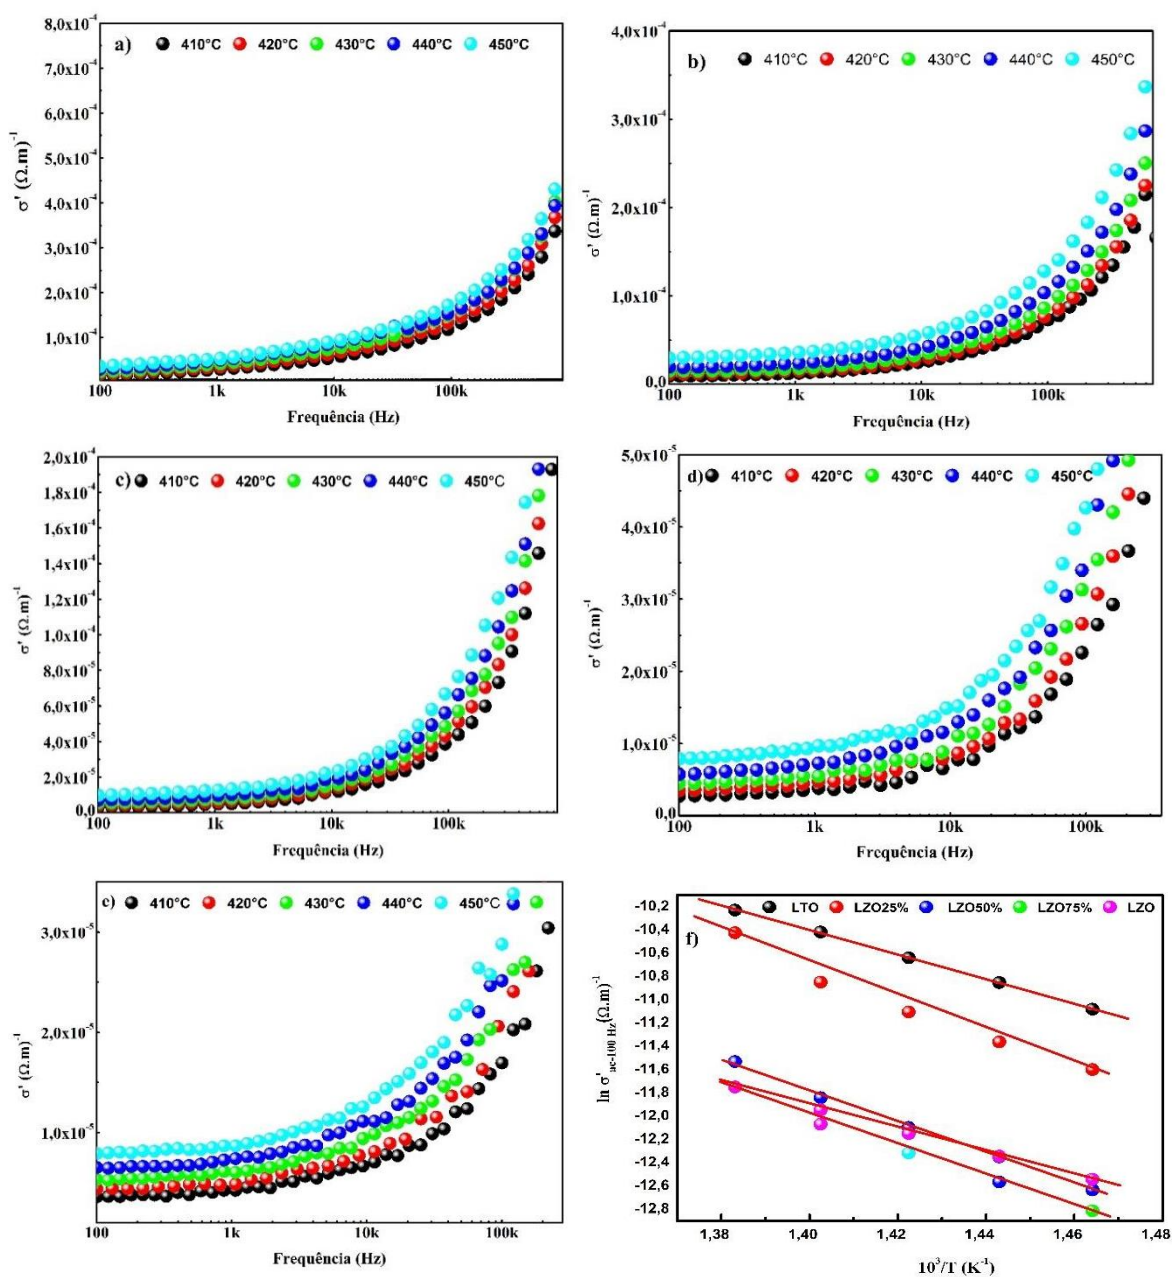 a) 410°C 420°C 430°C 440°C 450°C
8,0x10⁻⁴
7,0x10⁻⁴
6,0x10⁻⁴
5,0x10⁻⁴
4,0x10⁻⁴
3,0x10⁻⁴
2,0x10⁻⁴
1,0x10⁻⁴
σ' (Ω.m)⁻¹
100 1k 10k 100k
Frequência (Hz)
b) 410°C 420°C 430°C 440°C 450°C
4,0x10⁻⁴
3,0x10⁻⁴
2,0x10⁻⁴
1,0x10⁻⁴
0,0
σ' (Ω.m)⁻¹
100 1k 10k 100k
Frequência (Hz)
c) 410°C 420°C 430°C 440°C 450°C
2,0x10⁻⁴
1,8x10⁻⁴
1,6x10⁻⁴
1,4x10⁻⁴
1,2x10⁻⁴
1,0x10⁻⁴
8,0x10⁻⁵
6,0x10⁻⁵
4,0x10⁻⁵
2,0x10⁻⁵
0,0
σ' (Ω.m)⁻¹
100 1k 10k 100k
Frequência (Hz)
d) 410°C 420°C 430°C 440°C 450°C
5,0x10⁻⁵
4,0x10⁻⁵
3,0x10⁻⁵
2,0x10⁻⁵
1,0x10⁻⁵
0,0
σ' (Ω.m)⁻¹
100 1k 10k 100k
Frequência (Hz)
e) 410°C 420°C 430°C 440°C 450°C
3,0x10⁻⁵
2,0x10⁻⁵
1,0x10⁻⁵
σ' (Ω.m)⁻¹
100 1k 10k 100k
Frequência (Hz)
f) LTO LZO25% LZO50% LZO75% LZO
-10,2
-10,4
-10,6
-10,8
-11,0
-11,2
-11,4
-11,6
-11,8
-12,0
-12,2
-12,4
-12,6
-12,8
ln σ'ac-100 Hz(Ω.m)⁻¹
1,38 1,40 1,42 1,44 1,46 1,48
10³/T (K⁻¹)